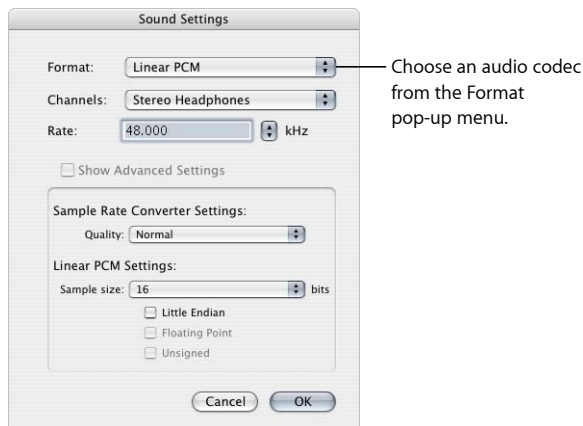 Sound Settings
Format: Linear PCM
Choose an audio codec
from the Format
pop-up menu.
Channels: Stereo Headphones
Rate: 48.000 kHz
Show Advanced Settings
Sample Rate Converter Settings:
Quality: Normal
Linear PCM Settings:
Sample size: 16 bits
Little Endian
Floating Point
Unsigned
Cancel OK